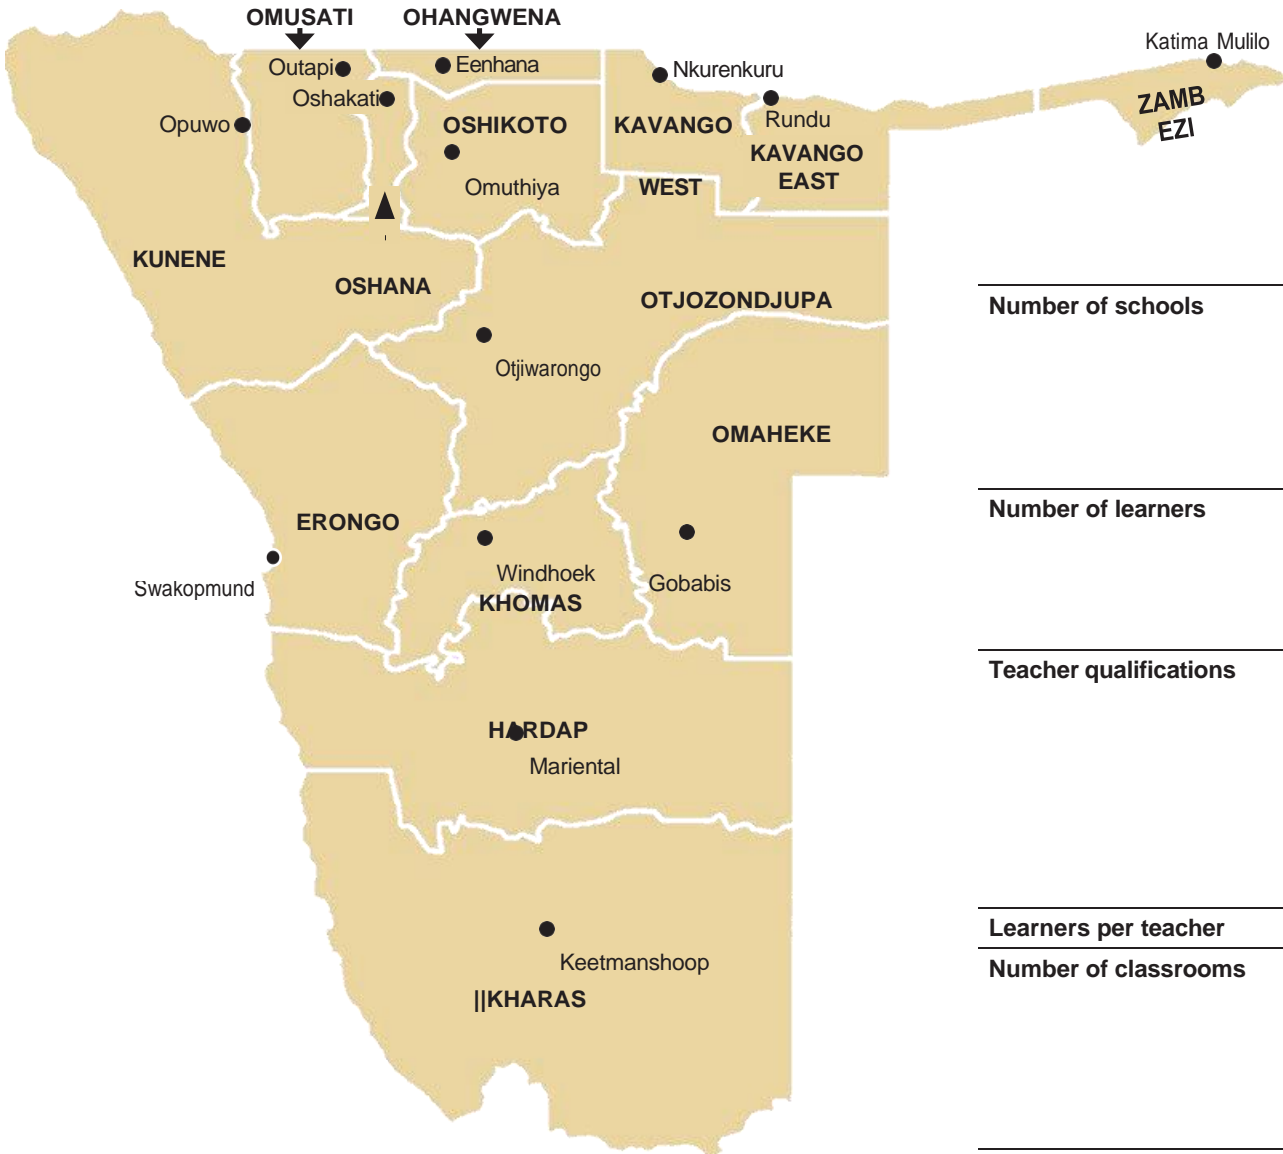 OMUSATI
OHANGWENA
Katima Mulilo
Outapi
Eenhana
Nkurenkuru
Oshakati
ZAMB
EZI
Opuwo
OSHIKOTO
KAVANGO
Rundu
KAVANGO
EAST
Omuthiya
WEST
KUNENE
OSHANA
OTJOZONDJUPA
Number of schools
Otjiwarongo
OMAHEKE
Number of learners
ERONGO
Windhoek
Gobabis
Swakopmund
KHOMAS
Teacher qualifications
HARDAP
Mariental
Learners per teacher
Keetmanshoop
Number of classrooms
||KHARAS